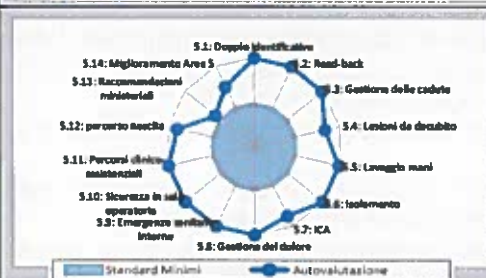 5.1: Doppio identificativo
5.2: Read-back
5.3: Gestione delle cadute
5.4: Lesioni da decubito
5.5: Lavaggio mani
5.6: Isolamento
5.7: ICA
5.8: Gestione del dolore
5.9: Emergenze sanitarie
interne
5.10: Sicurezza in sala
operatoria
5.11: Percorsi clinico
assistenziali
5.12: percorso nascita
5.13: Raccomandazioni
ministeriali
5.14: Miglioramento Area 5
Standard Minimi
Autovalutazione